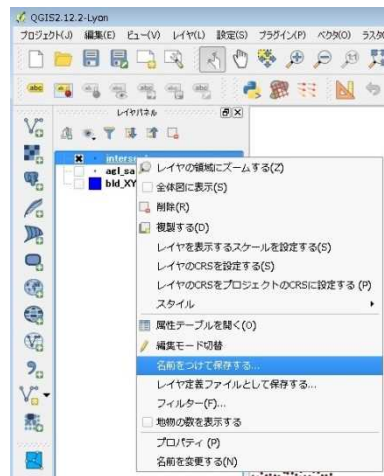 QGIS2.12.2-Lyon
プロジェクト(J) 編集(E) ビュー(V) レイヤ(L) 設定(S) プラグイン(P) ベクタ(O)
abc
レイヤパネル
レイヤの領域にズームする(Z)
全体図に表示(S)
削除(R)
複製する(D)
レイヤを表示するスケールを設定する(S)
レイヤのCRSを設定する(S)
レイヤのCRSをプロジェクトのCRSに設定する (P)
スタイル
属性テーブルを開く(O)
編集モード切替
名前をつけて保存する...
レイヤ定義ファイルとして保存する...
フィルター(F)...
地物の数を表示する
プロパティ (P)
名前を変更する(N)